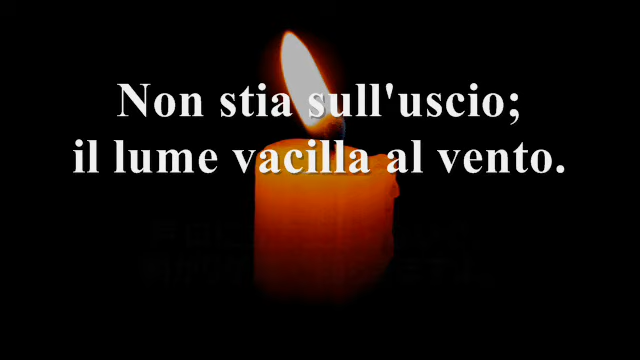 Non stia sull'uscio;
il lume vacilla al vento.